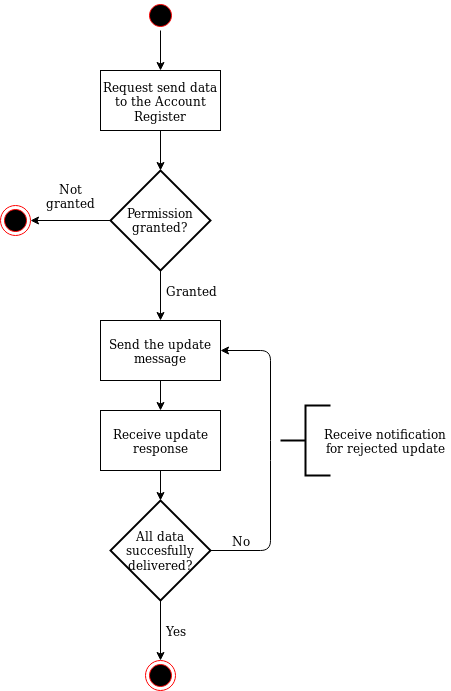 Request send data
to the Account
Register
Not
granted
Permission
granted?
Granted
Send the update
message
Receive update
response
Receive notification
for rejected update
All data
succesfully
delivered?
No
Yes